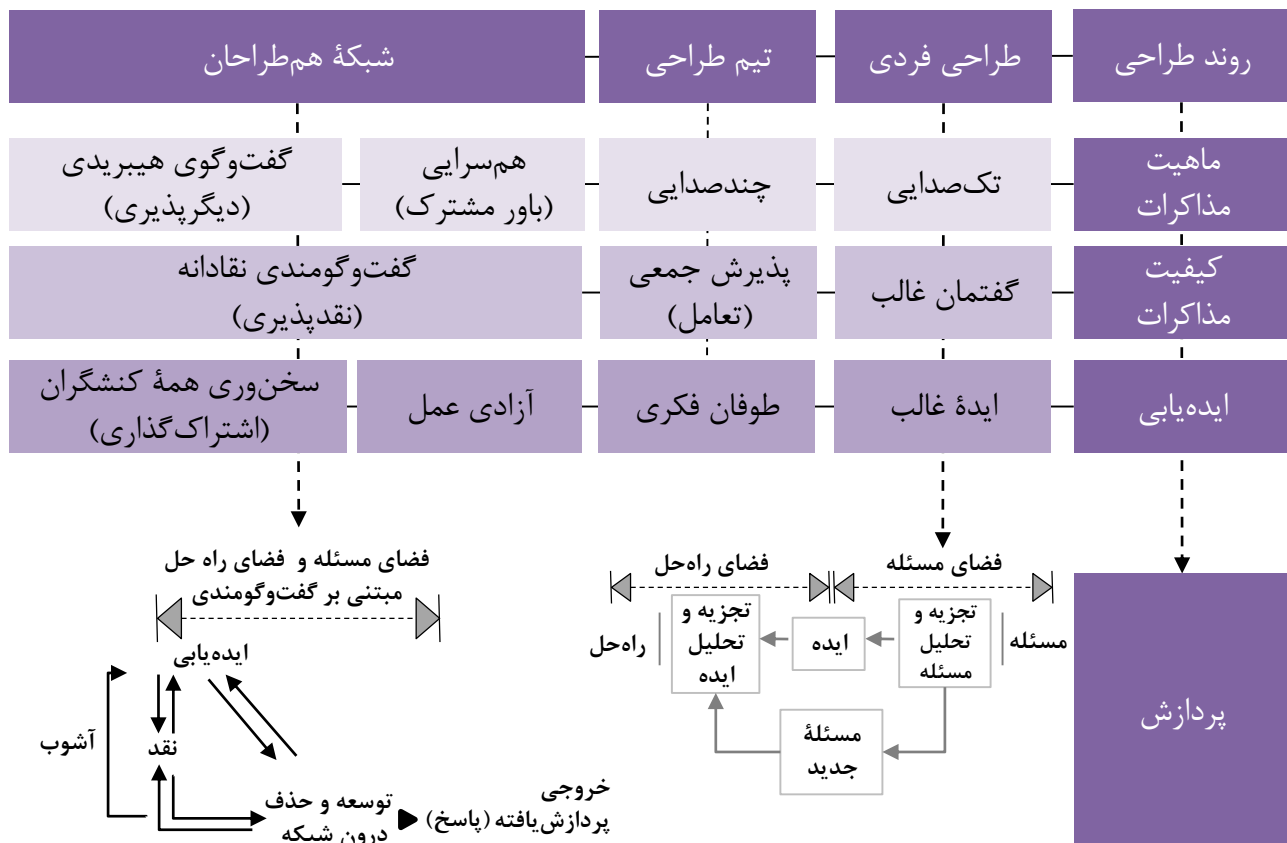 روند طراحی
طراحی فردی
تیم طراحی
شبکهٔ هم‌طراحان
ماهیت
مذاکرات
تک‌صدایی
چندصدایی
هم‌سرایی
(باور مشترک)
گفت‌وگوی هیبریدی
(دیگرپذیری)
کیفیت
مذاکرات
گفتمان غالب
پذیرش جمعی
(تعامل)
گفت‌وگومندی نقادانه
(نقدپذیری)
ایده‌یابی
ایدهٔ غالب
طوفان فکری
آزادی عمل
سخن‌وری همهٔ کنشگران
(اشتراک‌گذاری)
پردازش
فضای مسئله
فضای راه‌حل
مسئله
تجزیه و
تحلیل
مسئله
ایده
تجزیه و
تحلیل
ایده
راه‌حل
مسئلهٔ
جدید
فضای مسئله و فضای راه حل
مبتنی بر گفت‌وگومندی
ایده‌یابی
نقد
آشوب
توسعه و حذف
درون شبکه
خروجی
پردازش‌یافته (پاسخ)